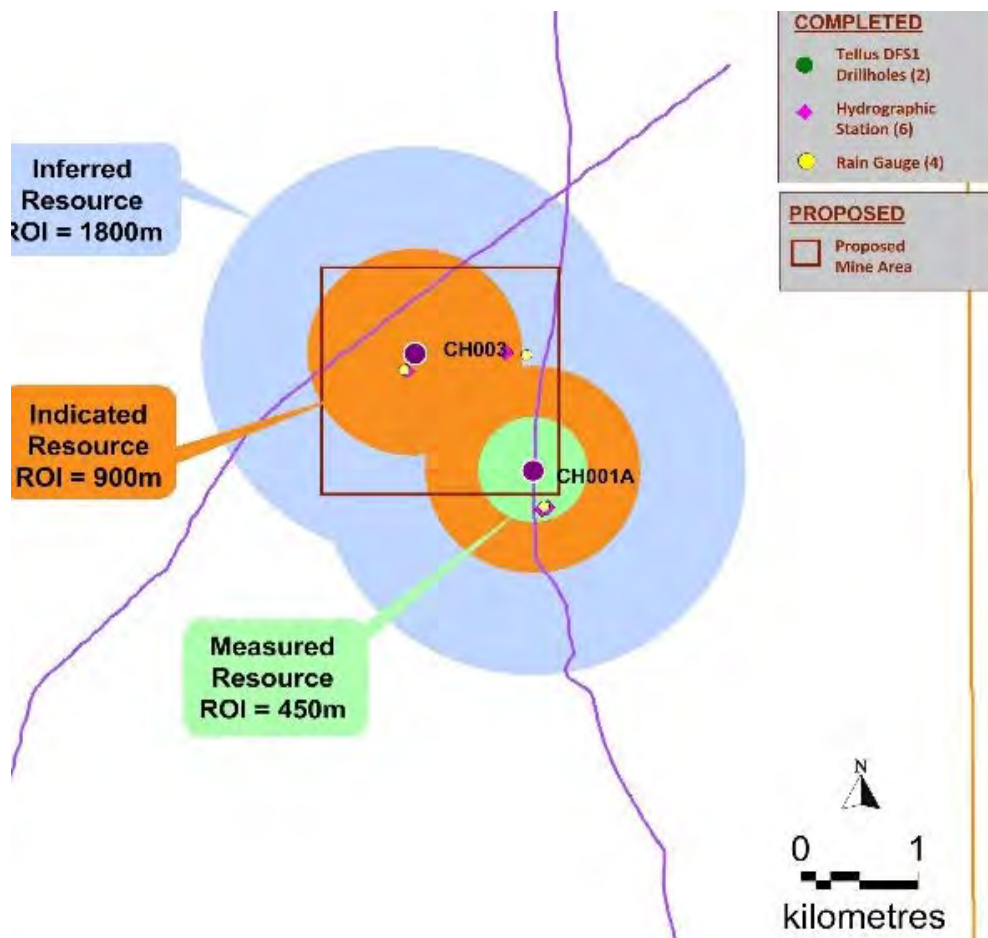 COMPLETED
Tellus DFS1
Drillholes (2)
Hydrographic
Station (6)
Rain Gauge (4)
PROPOSED
Proposed
Mine Area
Inferred
Resource
ROI = 1800m
CH003
Indicated
Resource
ROI = 900m
CH001A
Measured
Resource
ROI = 450m
N
0 1
kilometres